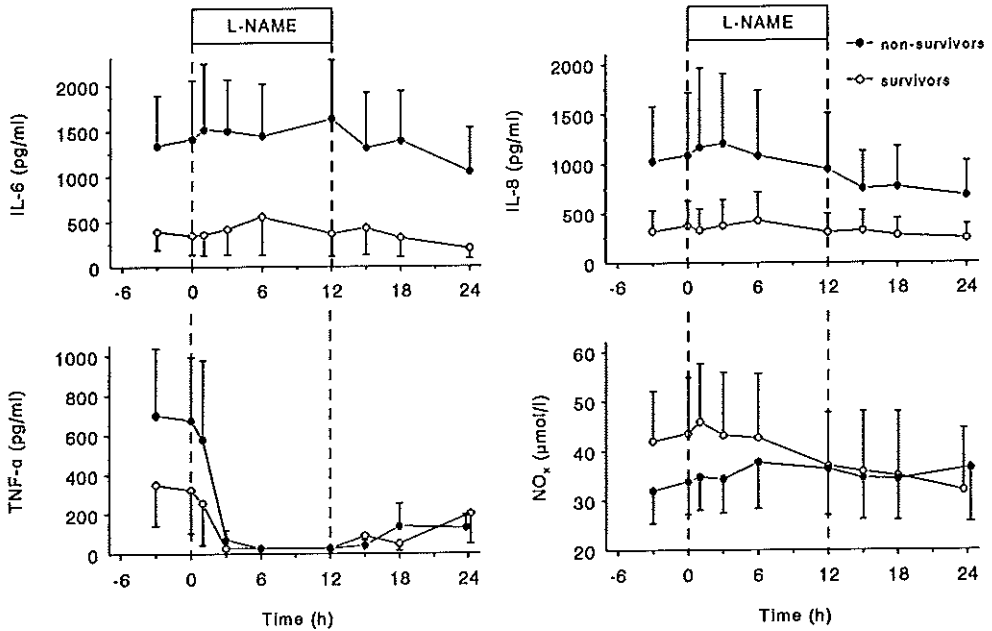 L-NAME
IL-6 (pg/ml)
2000
1500
1000
500
0
-6 0 6 12 18 24
L-NAME
non-survivors
survivors
IL-8 (pg/ml)
2000
1500
1000
500
0
-6 0 6 12 18 24
TNF-α (pg/ml)
1000
800
600
400
200
0
-6 0 6 12 18 24
Time (h)
NOₓ (μmol/l)
60
50
40
30
20
-6 0 6 12 18 24
Time (h)